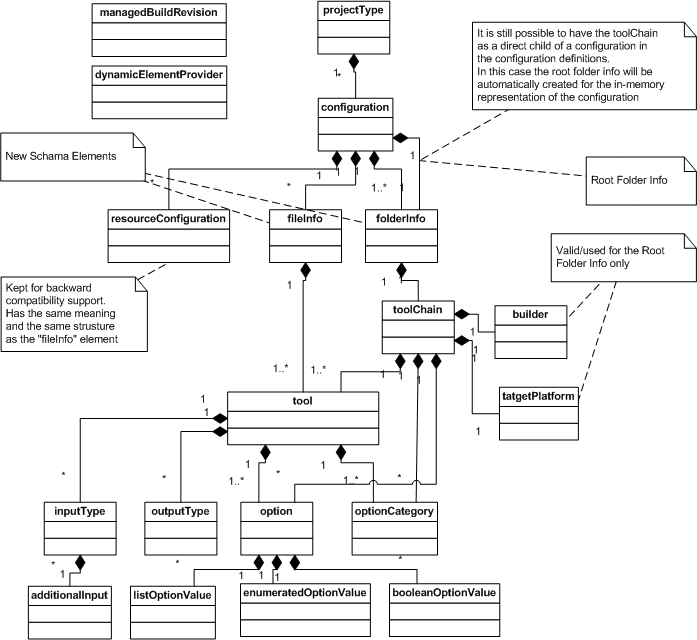 managedBuildRevision
projectType
It is still possible to have the toolChain
as a direct child of a configuration in
the configuration definitions.
In this case the root folder info will be
automatically created for the in-memory
representation of the configuration
dynamicElementProvider
1
*
configuration
New Schama Elements
1
1
1
1
*
*
1..*
1
Root Folder Info
resourceConfiguration
fileInfo
folderInfo
Valid/used for the Root
Folder Info only
Kept for backward
compatibility support.
Has the same meaning
and the same strusture
as the "fileInfo" element
1
1
toolChain
builder
1
1
1
1..*
1..*
1
1
1
tool
tatgetPlatform
1
1
1
1
1
*
*
1..*
*
1..*
*
inputType
outputType
option
optionCategory
*
1
*
1
1
1
*
additionalInput
listOptionValue
enumeratedOptionValue
booleanOptionValue